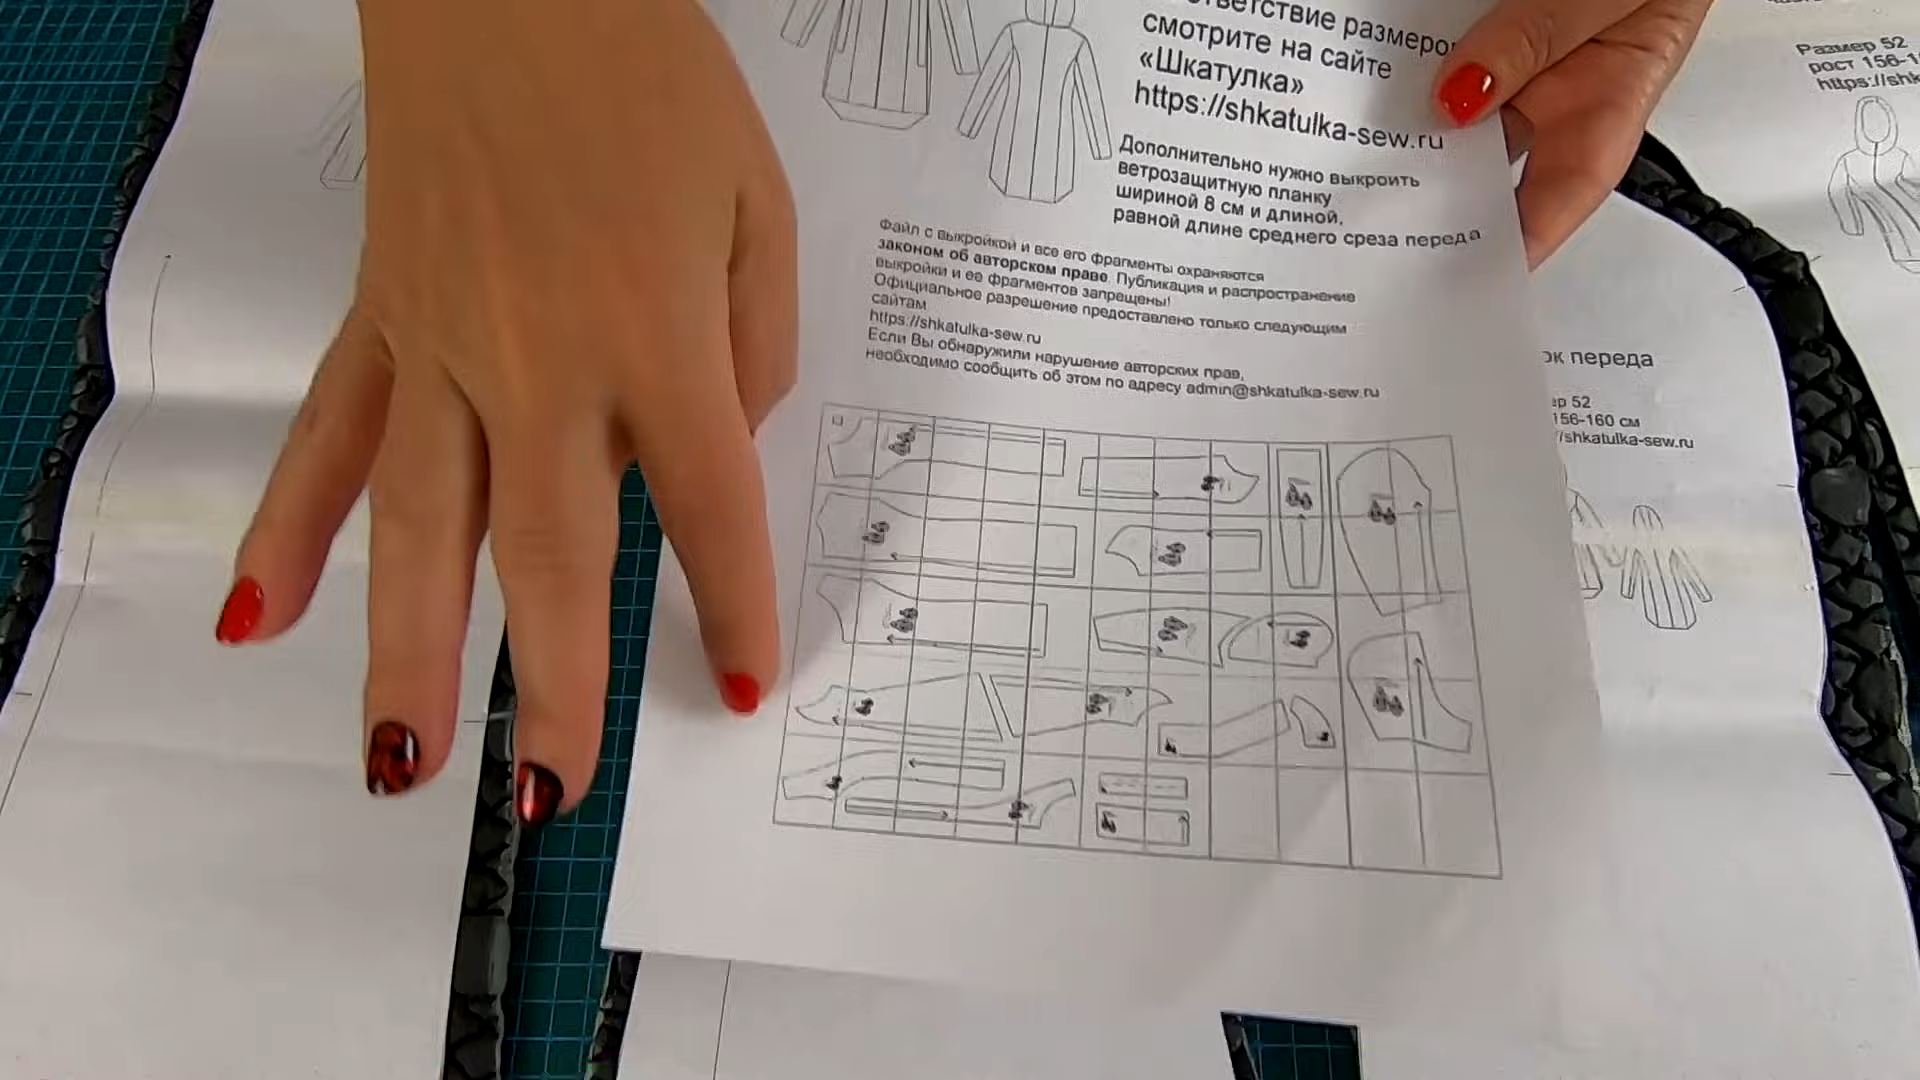 ответствие размеров
смотрите на сайте
«Шкатулка»
https://shkatulka-sew.ru
Дополнительно нужно выкроить
ветрозащитную планку
шириной 8 см и длиной,
равной длине среднего среза переда
Файл с выкройкой и все его фрагменты охраняются
законом об авторском праве. Публикация и распространение
выкройки и ее фрагментов запрещены!
Официальное разрешение предоставлено только следующим
сайтам
https://shkatulka-sew.ru
Если Вы обнаружили нарушение авторских прав,
необходимо сообщить об этом по адресу admin@shkatulka-sew.ru
Размер 52
рост 156-1
https://shk
ок переда
ер 52
156-160 см
//shkatulka-sew.ru